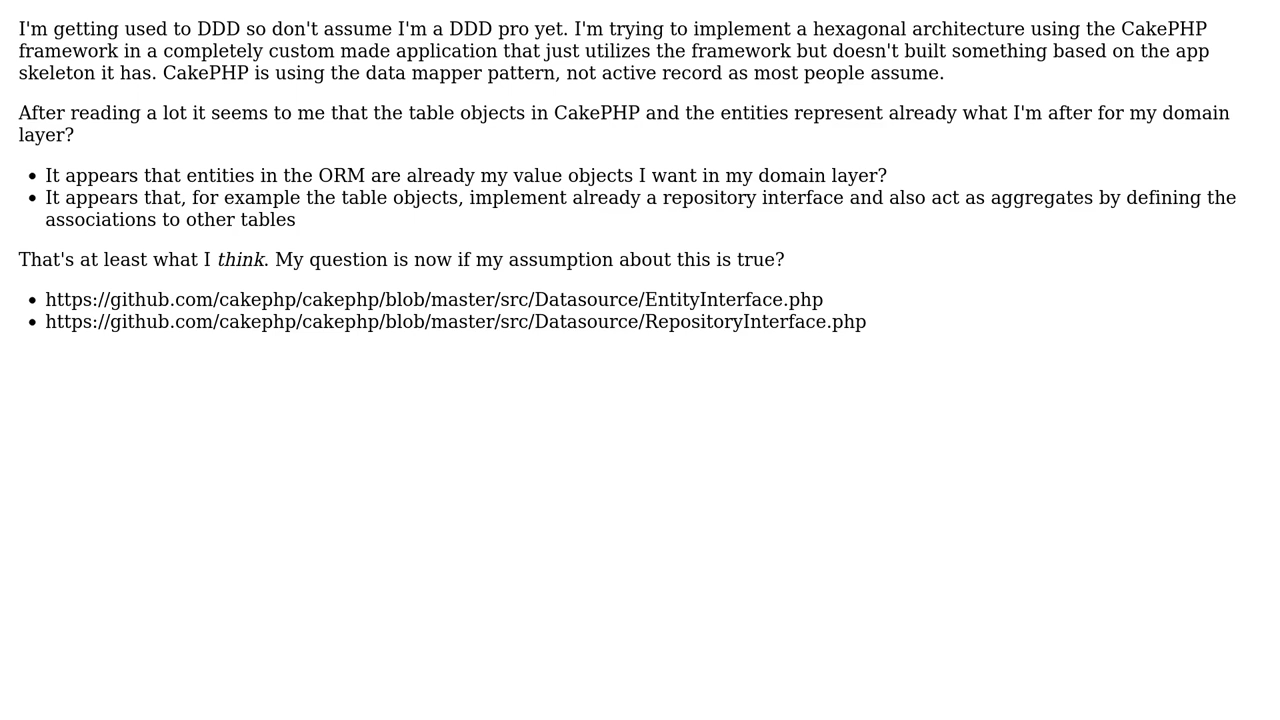 I'm getting used to DDD so don't assume I'm a DDD pro yet. I'm trying to implement a hexagonal architecture using the CakePHP
framework in a completely custom made application that just utilizes the framework but doesn't built something based on the app
skeleton it has. CakePHP is using the data mapper pattern, not active record as most people assume.
After reading a lot it seems to me that the table objects in CakePHP and the entities represent already what I'm after for my domain
layer?
• It appears that entities in the ORM are already my value objects I want in my domain layer?
• It appears that, for example the table objects, implement already a repository interface and also act as aggregates by defining the
associations to other tables
That's at least what I think. My question is now if my assumption about this is true?
• https://github.com/cakephp/cakephp/blob/master/src/Datasource/EntityInterface.php
• https://github.com/cakephp/cakephp/blob/master/src/Datasource/RepositoryInterface.php